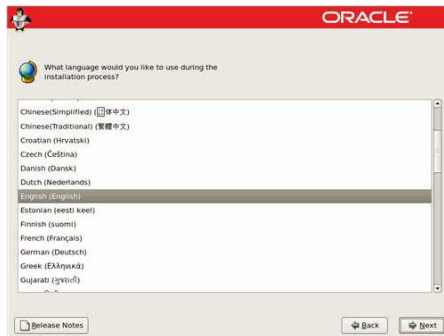 ORACLE
What language would you like to use during the
installation process?
Chinese(Simplified) (简体中文)
Chinese(Traditional) (繁體中文)
Croatian (Hrvatski)
Czech (Čeština)
Danish (Dansk)
Dutch (Nederlands)
English (English)
Estonian (eesti keel)
Finnish (suomi)
French (Français)
German (Deutsch)
Greek (Ελληνικά)
Gujarati (ગુજરાતી)
Release Notes
Back
Next